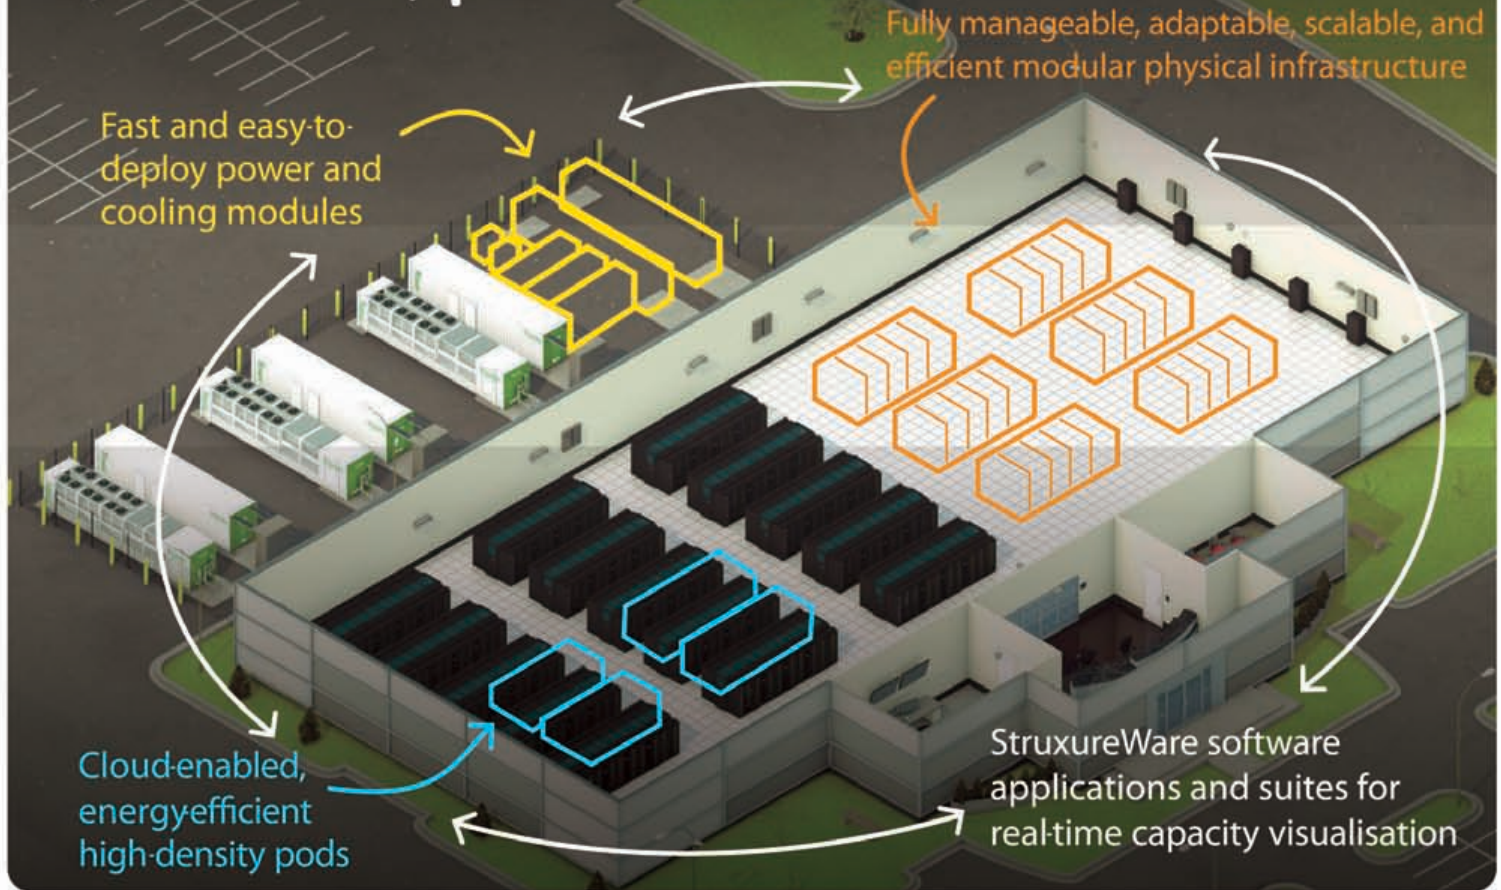 Fully manageable, adaptable, scalable, and
efficient modular physical infrastructure
Fast and easy-to-
deploy power and
cooling modules
Cloud-enabled,
energy-efficient
high-density pods
StruxureWare software
applications and suites for
real-time capacity visualisation